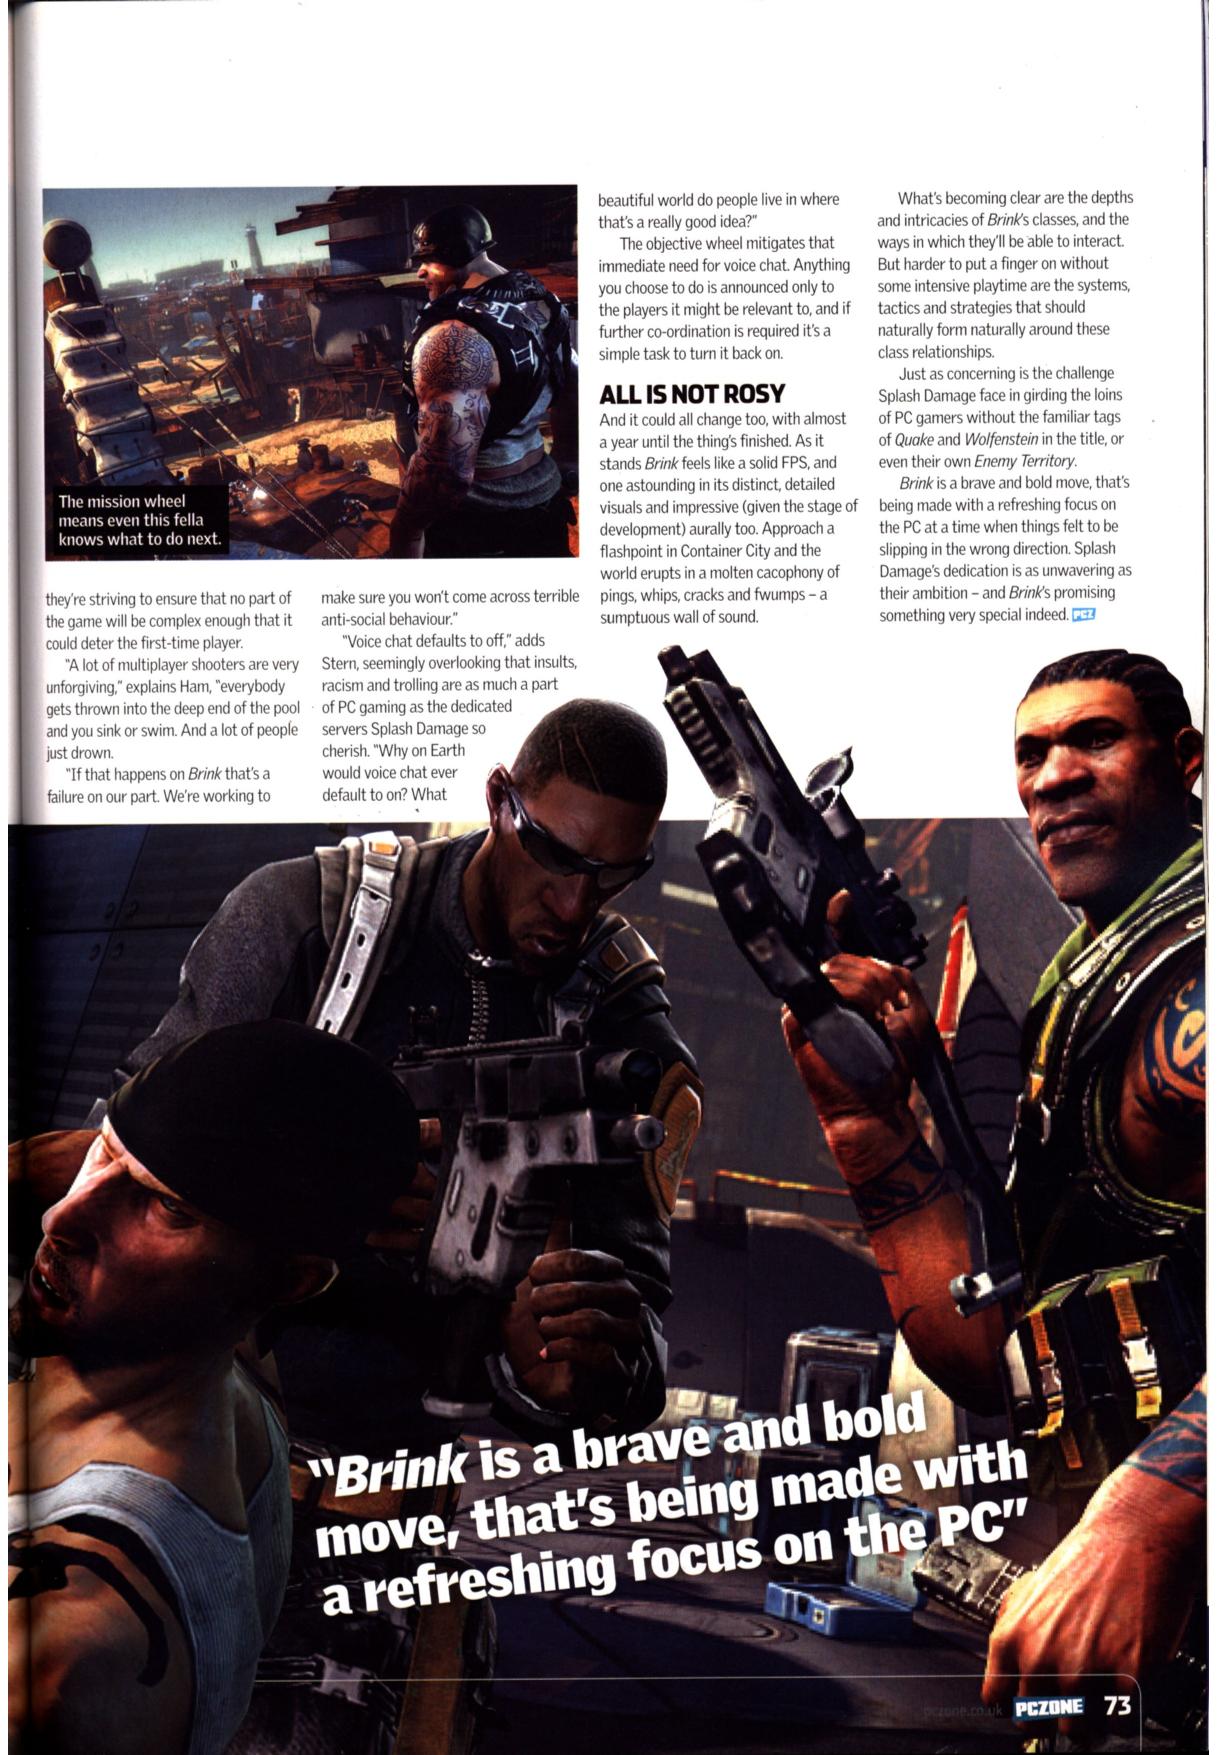 The mission wheel
means even this fella
knows what to do next.
they're striving to ensure that no part of
the game will be complex enough that it
could deter the first-time player.
"A lot of multiplayer shooters are very
unforgiving," explains Ham, "everybody
gets thrown into the deep end of the pool
and you sink or swim. And a lot of people
just drown.
"If that happens on Brink that's a
failure on our part. We're working to
make sure you won't come across terrible
anti-social behaviour."
"Voice chat defaults to off," adds
Stern, seemingly overlooking that insults,
racism and trolling are as much a part
of PC gaming as the dedicated
servers Splash Damage so
cherish. "Why on Earth
would voice chat ever
default to on? What
beautiful world do people live in where
that's a really good idea?"
The objective wheel mitigates that
immediate need for voice chat. Anything
you choose to do is announced only to
the players it might be relevant to, and if
further co-ordination is required it's a
simple task to turn it back on.
ALL IS NOT ROSY
And it could all change too, with almost
a year until the thing's finished. As it
stands Brink feels like a solid FPS, and
one astounding in its distinct, detailed
visuals and impressive (given the stage of
development) aurally too. Approach a
flashpoint in Container City and the
world erupts in a molten cacophony of
pings, whips, cracks and fwumps – a
sumptuous wall of sound.
What's becoming clear are the depths
and intricacies of Brink's classes, and the
ways in which they'll be able to interact.
But harder to put a finger on without
some intensive playtime are the systems,
tactics and strategies that should
naturally form naturally around these
class relationships.
Just as concerning is the challenge
Splash Damage face in girding the loins
of PC gamers without the familiar tags
of Quake and Wolfenstein in the title, or
even their own Enemy Territory.
Brink is a brave and bold move, that's
being made with a refreshing focus on
the PC at a time when things felt to be
slipping in the wrong direction. Splash
Damage's dedication is as unwavering as
their ambition – and Brink's promising
something very special indeed. PCZ
"Brink is a brave and bold
move, that's being made with
a refreshing focus on the PC"
pczone.co.uk PCZONE 73